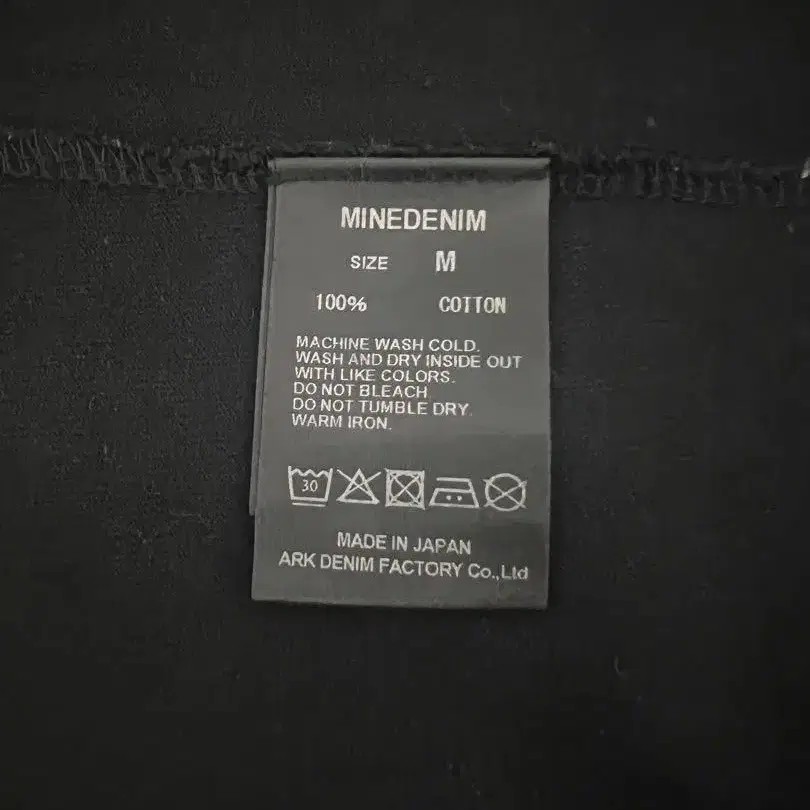 MINEDENIM
SIZE M
100% COTTON
MACHINE WASH COLD.
WASH AND DRY INSIDE OUT
WITH LIKE COLORS.
DO NOT BLEACH.
DO NOT TUMBLE DRY.
WARM IRON.
30
MADE IN JAPAN
ARK DENIM FACTORY Co.,Ltd